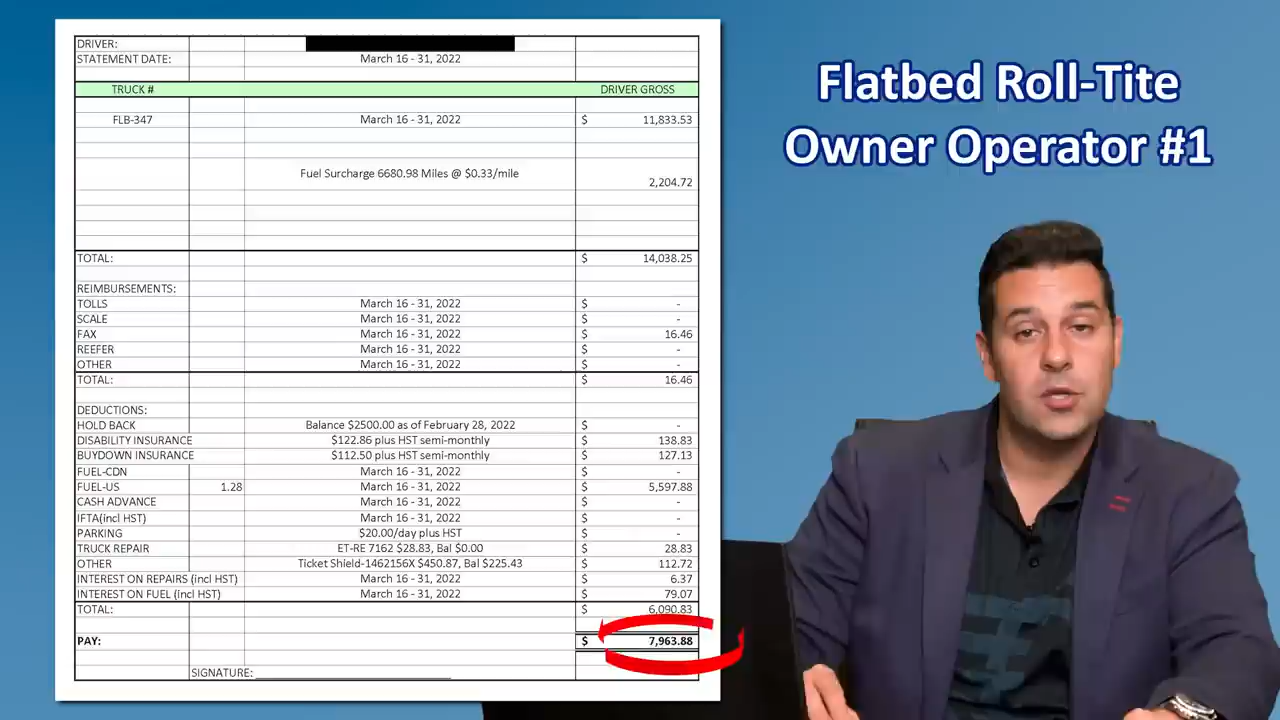 Flatbed Roll-Tite
Owner Operator #1
DRIVER:
STATEMENT DATE: March 16 - 31, 2022
TRUCK # DRIVER GROSS
FLB-347 March 16 - 31, 2022 $ 11,833.53
Fuel Surcharge 6680.98 Miles @ $0.33/mile 2,204.72
TOTAL: $ 14,038.25
REIMBURSEMENTS:
TOLLS March 16 - 31, 2022 $ -
SCALE March 16 - 31, 2022 $ -
FAX March 16 - 31, 2022 $ 16.46
REEFER March 16 - 31, 2022 $ -
OTHER March 16 - 31, 2022 $ -
TOTAL: $ 16.46
DEDUCTIONS:
HOLD BACK Balance $2500.00 as of February 28, 2022 $ -
DISABILITY INSURANCE $122.86 plus HST semi-monthly $ 138.83
BUYDOWN INSURANCE $112.50 plus HST semi-monthly $ 127.13
FUEL-CDN March 16 - 31, 2022 $ -
FUEL-US 1.28 March 16 - 31, 2022 $ 5,597.88
CASH ADVANCE March 16 - 31, 2022 $ -
IFTA(incl HST) March 16 - 31, 2022 $ -
PARKING $20.00/day plus HST $ -
TRUCK REPAIR ET-RE 7162 $28.83, Bal $0.00 $ 28.83
OTHER Ticket Shield-1462156X $450.87, Bal $225.43 $ 112.72
INTEREST ON REPAIRS (incl HST) March 16 - 31, 2022 $ 6.37
INTEREST ON FUEL (incl HST) March 16 - 31, 2022 $ 79.07
TOTAL: $ 6,090.83
PAY: $ 7,963.88
SIGNATURE: